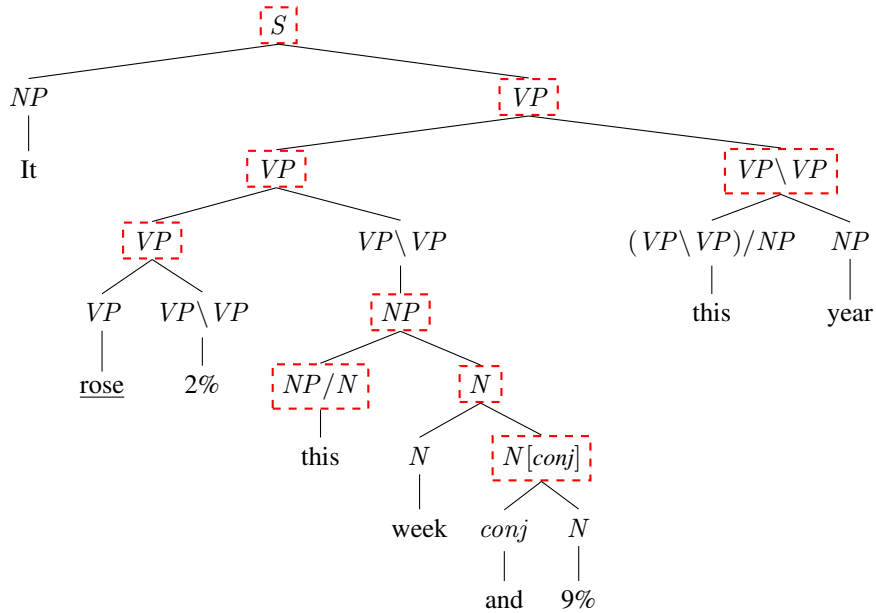 S
NP VP
It
VP VP\VP
VP VP\VP (VP\VP)/NP NP
VP VP\VP NP this year
rose 2% NP/N N
this N N[conj]
week conj N
and 9%